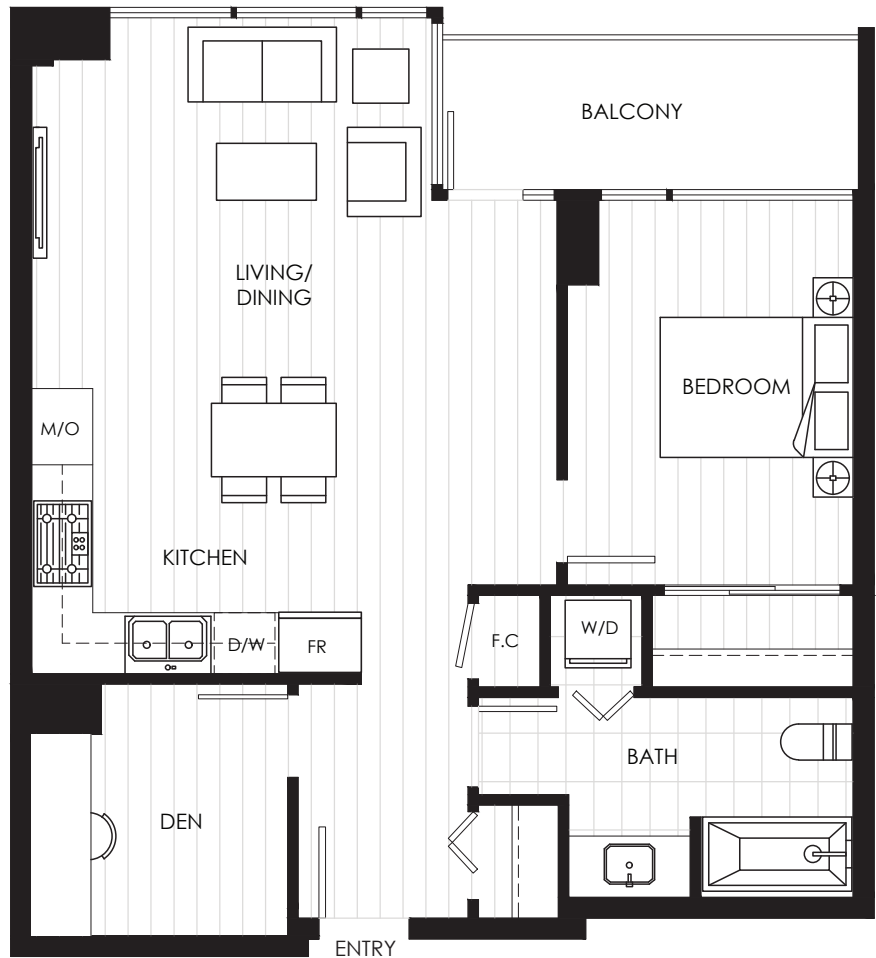 BALCONY
LIVING/
DINING
BEDROOM
M/O
KITCHEN
D/W
FR
F.C
W/D
BATH
DEN
ENTRY